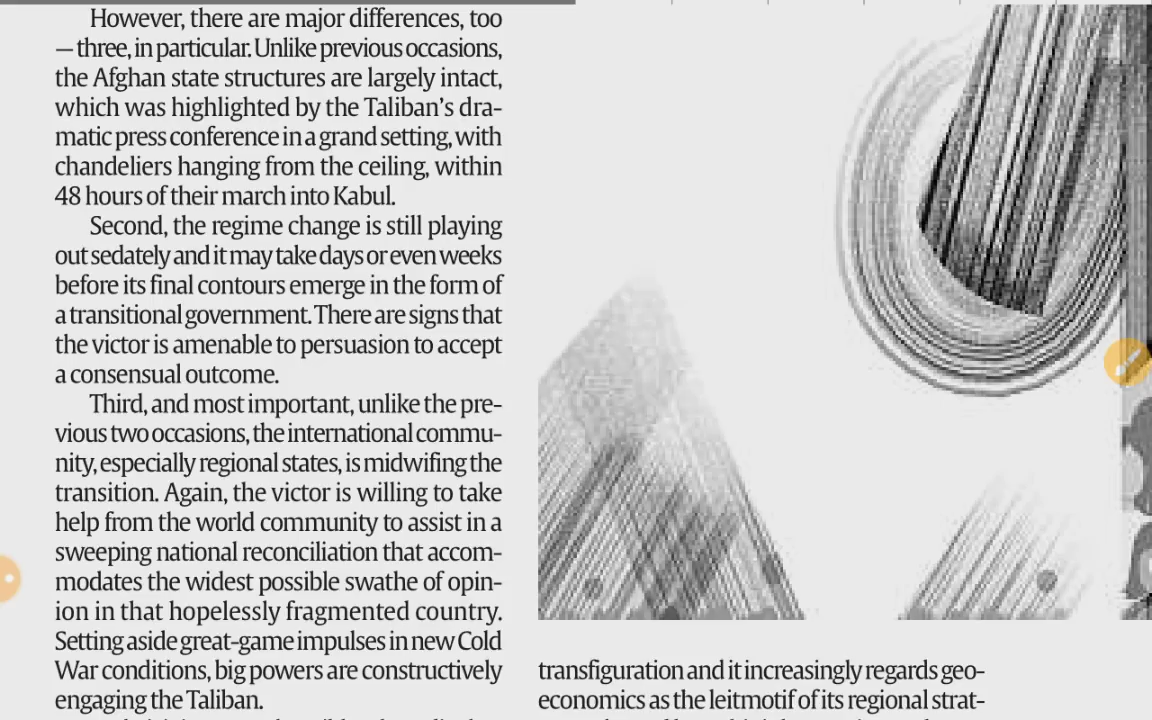 However, there are major differences, too
— three, in particular. Unlike previous occasions,
the Afghan state structures are largely intact,
which was highlighted by the Taliban’s dra-
matic press conference in a grand setting, with
chandeliers hanging from the ceiling, within
48 hours of their march into Kabul.
Second, the regime change is still playing
out sedately and it may take days or even weeks
before its final contours emerge in the form of
a transitional government. There are signs that
the victor is amenable to persuasion to accept
a consensual outcome.
Third, and most important, unlike the pre-
vious two occasions, the international commu-
nity, especially regional states, is midwifing the
transition. Again, the victor is willing to take
help from the world community to assist in a
sweeping national reconciliation that accom-
modates the widest possible swathe of opin-
ion in that hopelessly fragmented country.
Setting aside great-game impulses in new Cold
War conditions, big powers are constructively
engaging the Taliban.
transfiguration and it increasingly regards geo-
economics as the leitmotif of its regional strat-